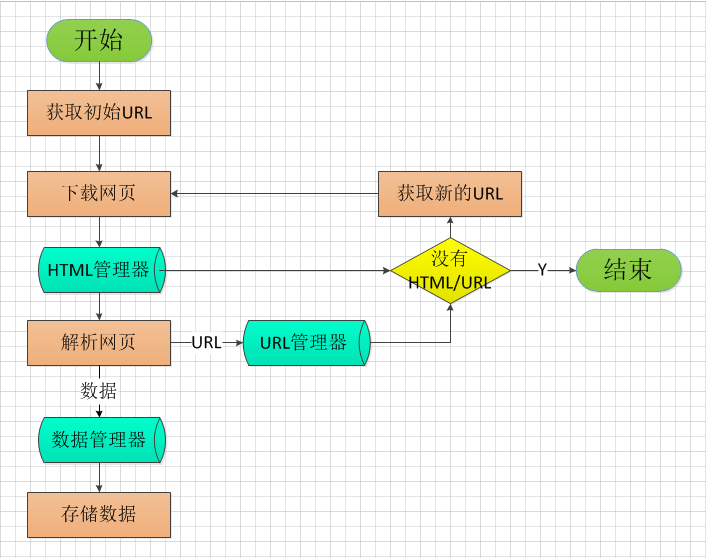 开始
获取初始URL
下载网页
获取新的URL
HTML管理器
没有
HTML/URL
Y
结束
解析网页
URL
URL管理器
数据
数据管理器
存储数据